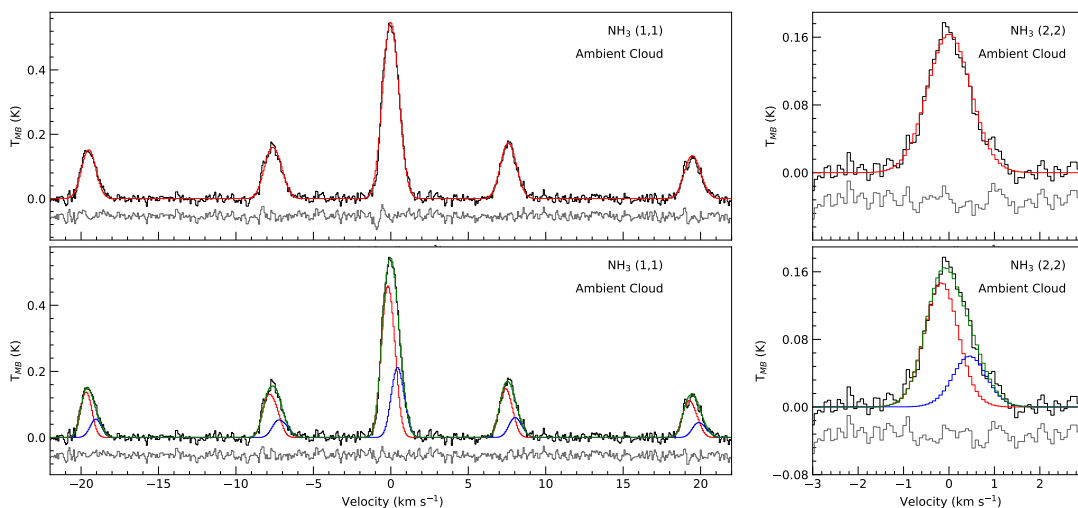 NH₃ (1,1)
Ambient Cloud
T_MB (K)
0.4
0.2
0.0
NH₃ (2,2)
Ambient Cloud
T_MB (K)
0.16
0.08
0.00
NH₃ (1,1)
Ambient Cloud
T_MB (K)
0.4
0.2
0.0
−20 −15 −10 −5 0 5 10 15 20
Velocity (km s⁻¹)
NH₃ (2,2)
Ambient Cloud
T_MB (K)
0.16
0.08
0.00
−0.08
−3 −2 −1 0 1 2
Velocity (km s⁻¹)